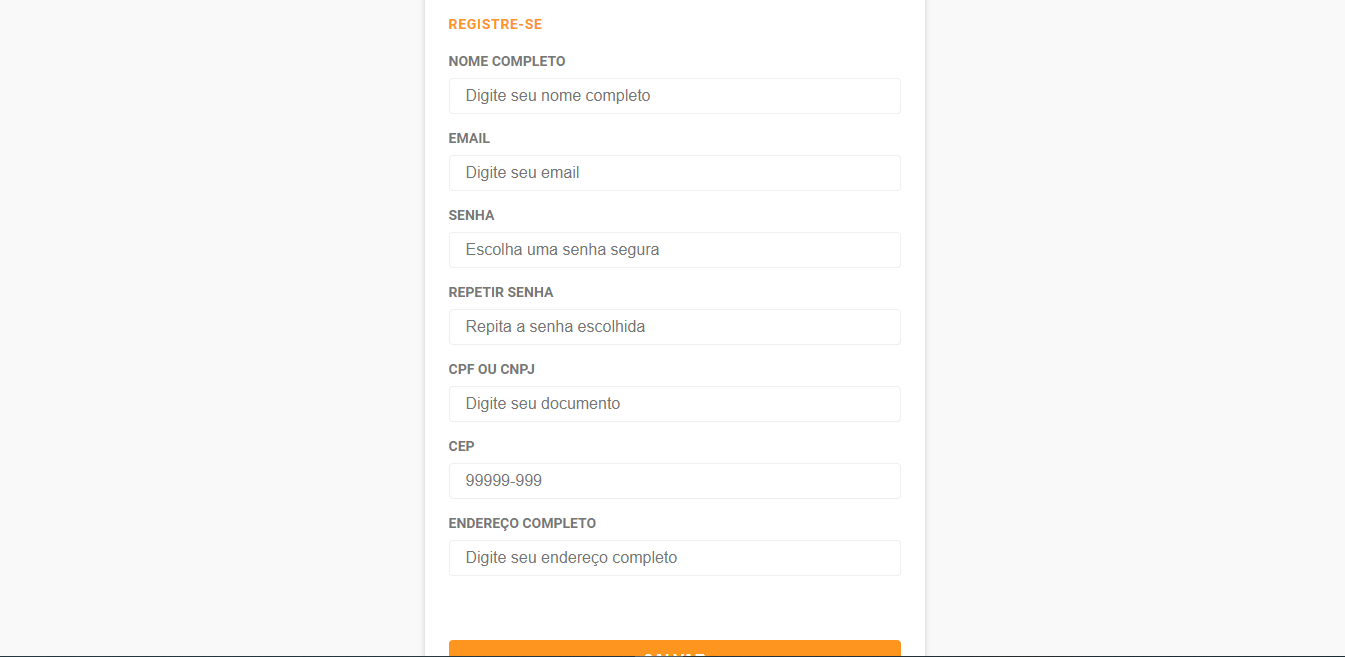 REGISTRE-SE
NOME COMPLETO
Digite seu nome completo
EMAIL
Digite seu email
SENHA
Escolha uma senha segura
REPETIR SENHA
Repita a senha escolhida
CPF OU CNPJ
Digite seu documento
CEP
99999-999
ENDEREÇO COMPLETO
Digite seu endereço completo